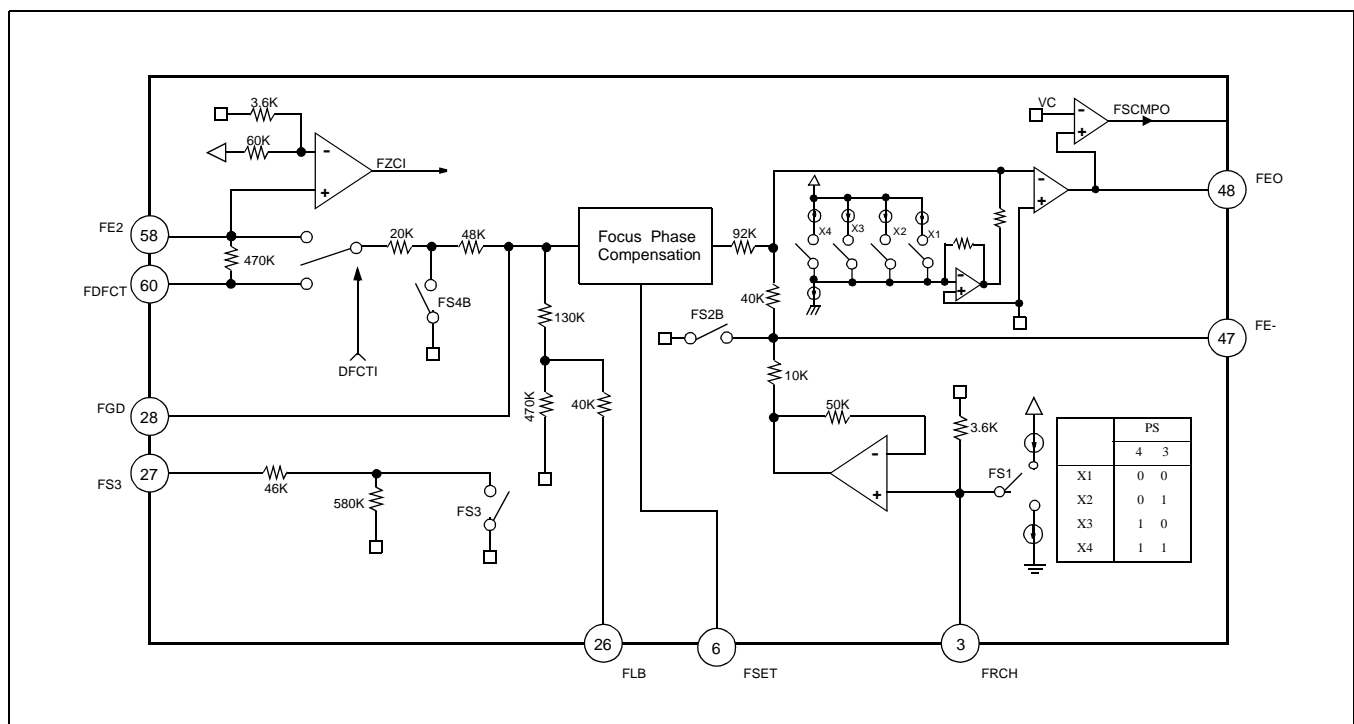 VC
FSCMPO
3.6K
60K
FZCI
-
+
-
+
48
FEO
FE2
58
470K
60
FDFCT
20K
48K
FS4B
DFCTI
Focus Phase
Compensation
92K
X4
X3
X2
X1
-
+
-
+
40K
FS2B
47
FE-
130K
470K
40K
10K
50K
-
+
3.6K
FS1
FGD
28
27
FS3
46K
580K
FS3
PS
4 3
X1 0 0
X2 0 1
X3 1 0
X4 1 1
26
FLB
6
FSET
3
FRCH